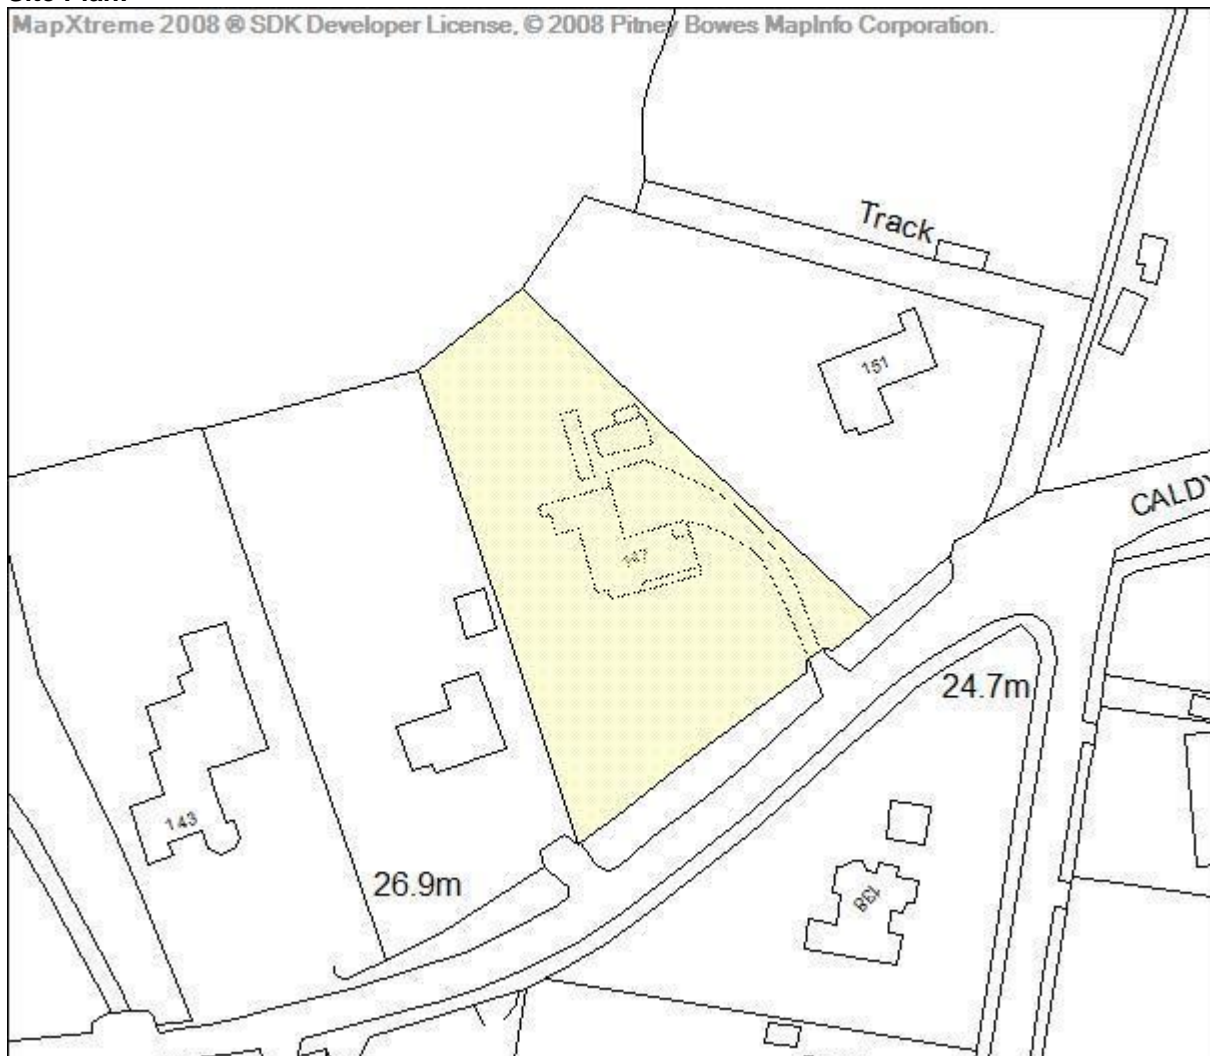 MapXtreme 2008 ® SDK Developer License, © 2008 Pitney Bowes MapInfo Corporation.
Track
151
CALDY
147
24.7m
143
26.9m
138